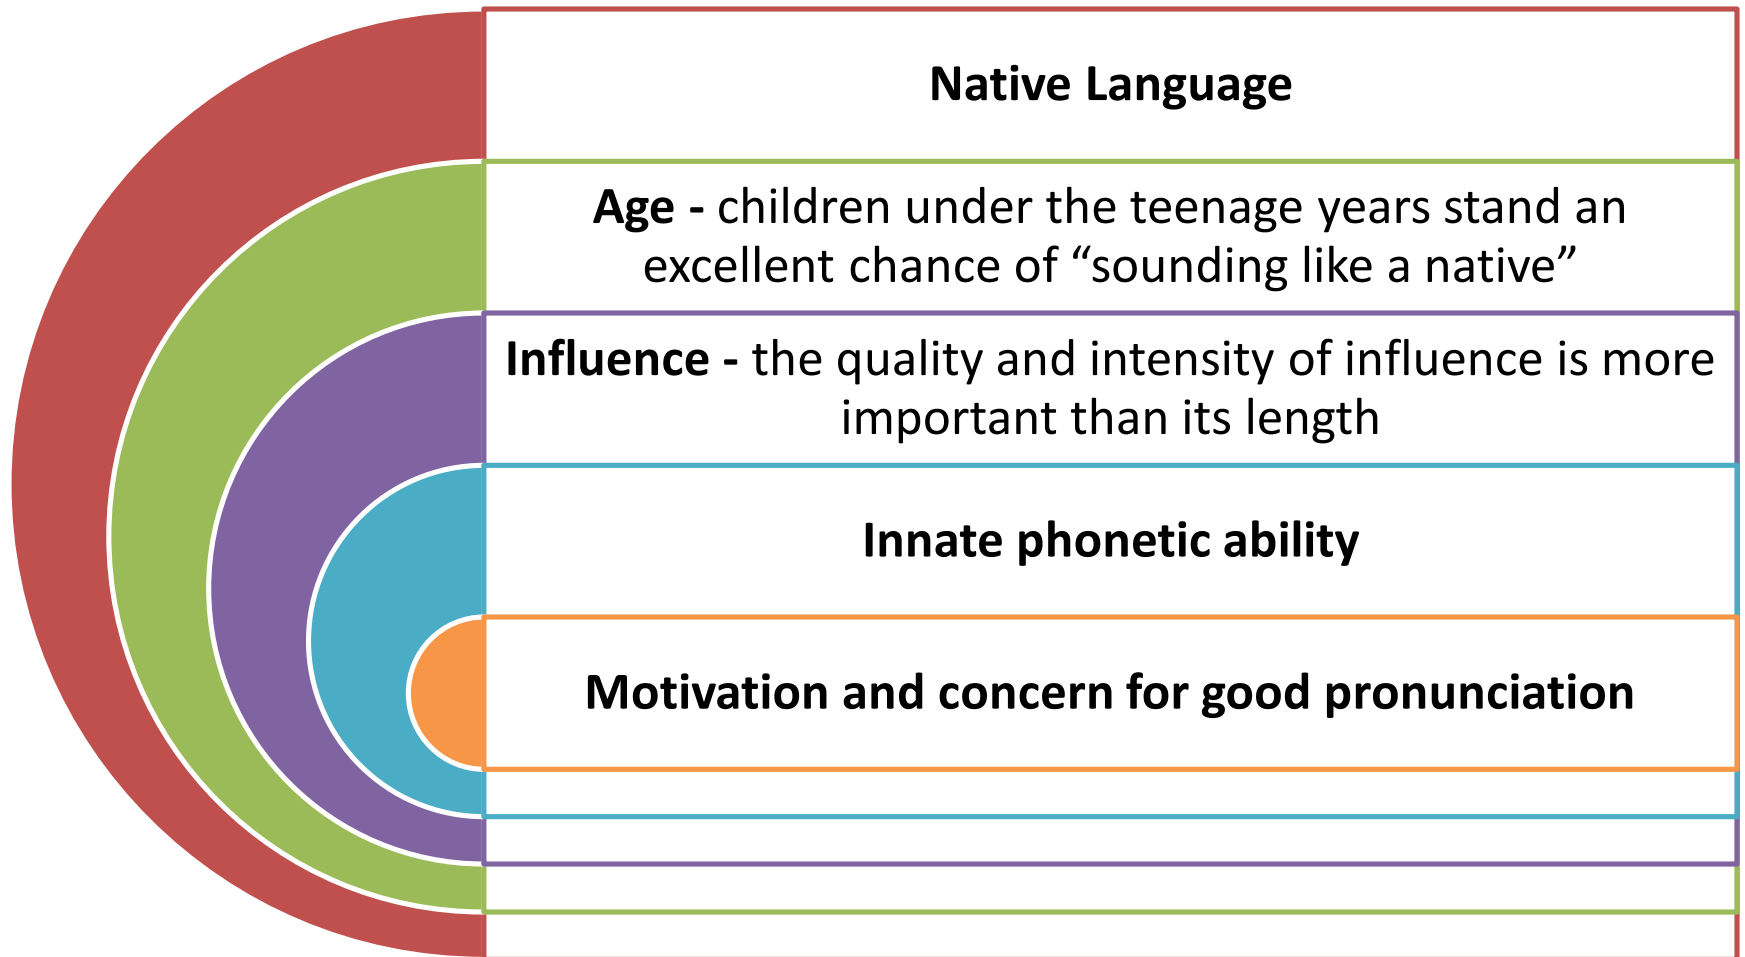 Native Language
Age - children under the teenage years stand an
excellent chance of “sounding like a native”
Influence - the quality and intensity of influence is more
important than its length
Innate phonetic ability
Motivation and concern for good pronunciation